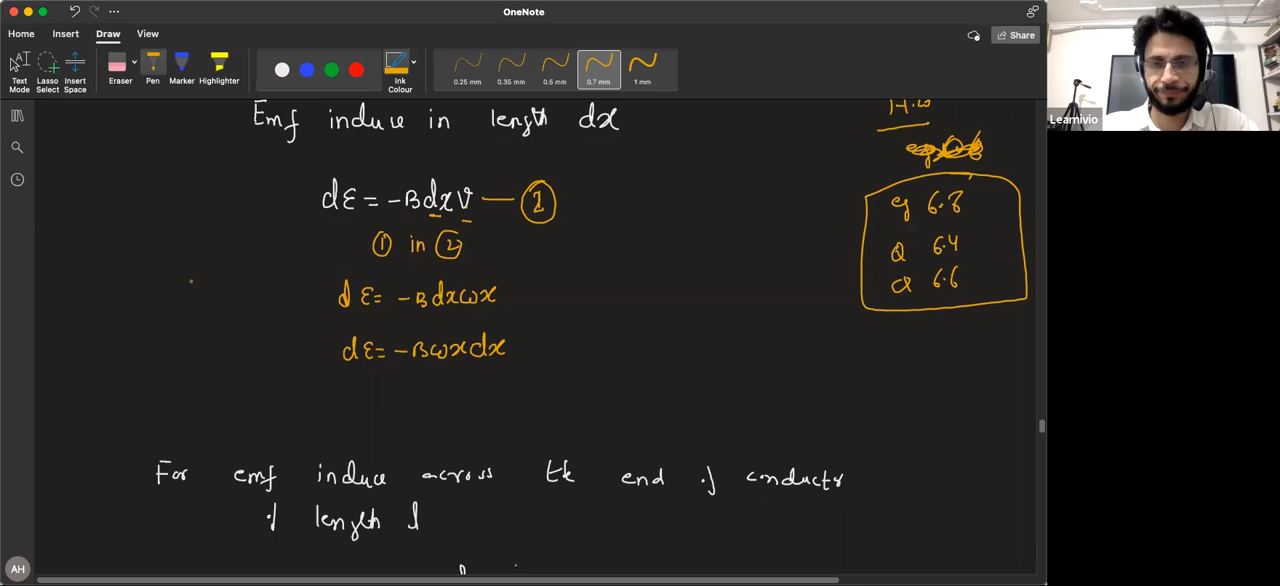 OneNote
Home Insert Draw View
Share
Text Mode
Lasso Select
Insert Space
Eraser
Pen
Marker
Highlighter
Ink Colour
0.25 mm
0.35 mm
0.5 mm
0.7 mm
1 mm
Learnivio
H.W
Emf induce in length dx
dε = -Bdxv — 2
1 in 2
dε = -Bdxωx
dε = -Bωxdx
eg 6.8
Q 6.4
Q 6.6
For emf induce across the end of conductor
of length l
AH